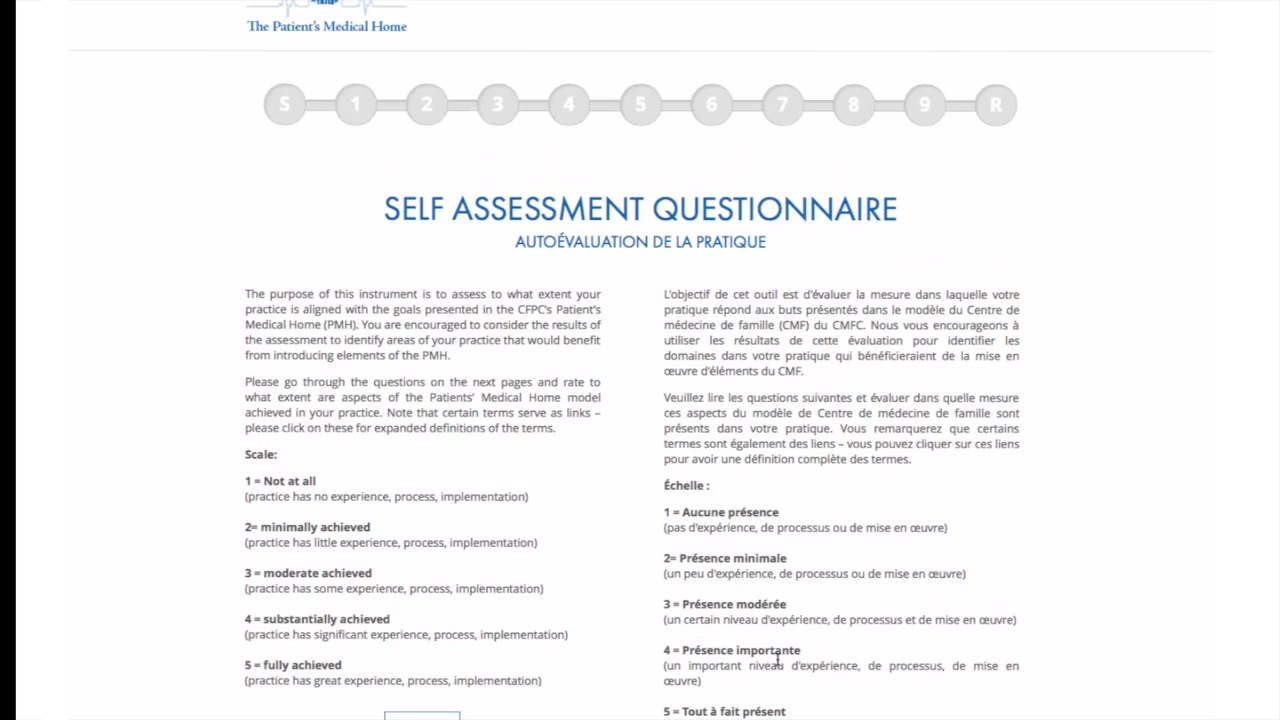 The Patient's Medical Home
S 1 2 3 4 5 6 7 8 9 R
SELF ASSESSMENT QUESTIONNAIRE
AUTOÉVALUATION DE LA PRATIQUE
The purpose of this instrument is to assess to what extent your
practice is aligned with the goals presented in the CFPC's Patient's
Medical Home (PMH). You are encouraged to consider the results of
the assessment to identify areas of your practice that would benefit
from introducing elements of the PMH.
Please go through the questions on the next pages and rate to
what extent are aspects of the Patients' Medical Home model
achieved in your practice. Note that certain terms serve as links –
please click on these for expanded definitions of the terms.
Scale:
1 = Not at all
(practice has no experience, process, implementation)
2= minimally achieved
(practice has little experience, process, implementation)
3 = moderate achieved
(practice has some experience, process, implementation)
4 = substantially achieved
(practice has significant experience, process, implementation)
5 = fully achieved
(practice has great experience, process, implementation)
L'objectif de cet outil est d'évaluer la mesure dans laquelle votre
pratique répond aux buts présentés dans le modèle du Centre de
médecine de famille (CMF) du CMFC. Nous vous encourageons à
utiliser les résultats de cette évaluation pour identifier les
domaines dans votre pratique qui bénéficieraient de la mise en
œuvre d'éléments du CMF.
Veuillez lire les questions suivantes et évaluer dans quelle mesure
ces aspects du modèle de Centre de médecine de famille sont
présents dans votre pratique. Vous remarquerez que certains
termes sont également des liens – vous pouvez cliquer sur ces liens
pour avoir une définition complète des termes.
Échelle :
1 = Aucune présence
(pas d'expérience, de processus ou de mise en œuvre)
2= Présence minimale
(un peu d'expérience, de processus ou de mise en œuvre)
3 = Présence modérée
(un certain niveau d'expérience, de processus et de mise en œuvre)
4 = Présence importante
(un important niveau d'expérience, de processus, de mise en
œuvre)
5 = Tout à fait présent